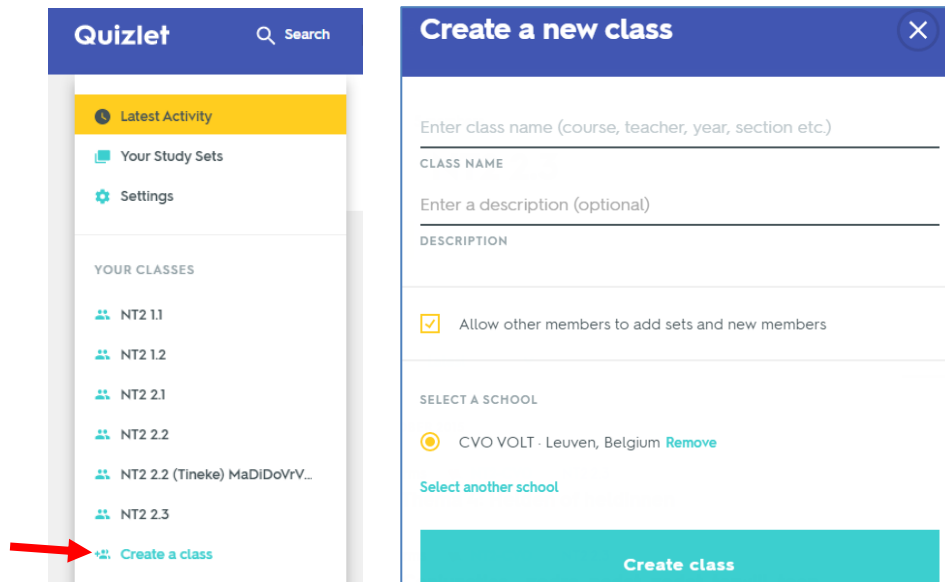 Quizlet
Search
Latest Activity
Your Study Sets
Settings
YOUR CLASSES
NT2 1.1
NT2 1.2
NT2 2.1
NT2 2.2
NT2 2.2 (Tineke) MaDiDoVrV...
NT2 2.3
Create a class
Create a new class
Enter class name (course, teacher, year, section etc.)
CLASS NAME
Enter a description (optional)
DESCRIPTION
Allow other members to add sets and new members
SELECT A SCHOOL
CVO VOLT · Leuven, Belgium Remove
Select another school
Create class